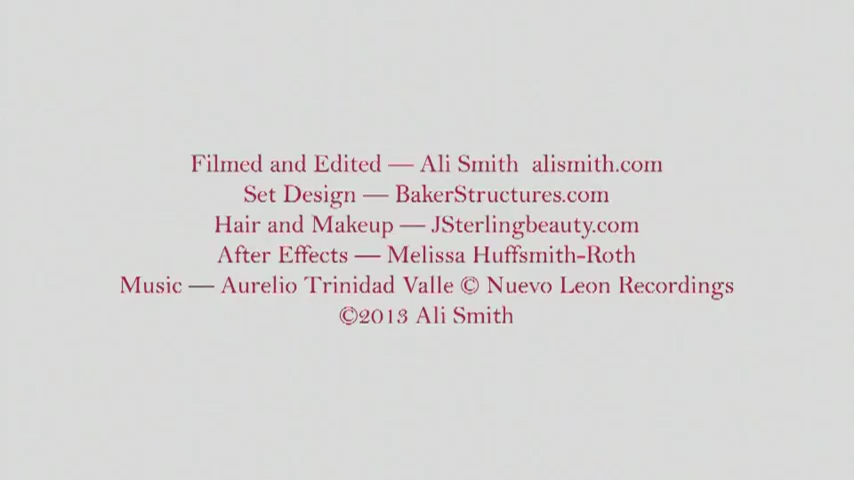 Filmed and Edited — Ali Smith  alismith.com
Set Design — BakerStructures.com
Hair and Makeup — JSterlingbeauty.com
After Effects — Melissa Huffsmith-Roth
Music — Aurelio Trinidad Valle © Nuevo Leon Recordings
©2013 Ali Smith